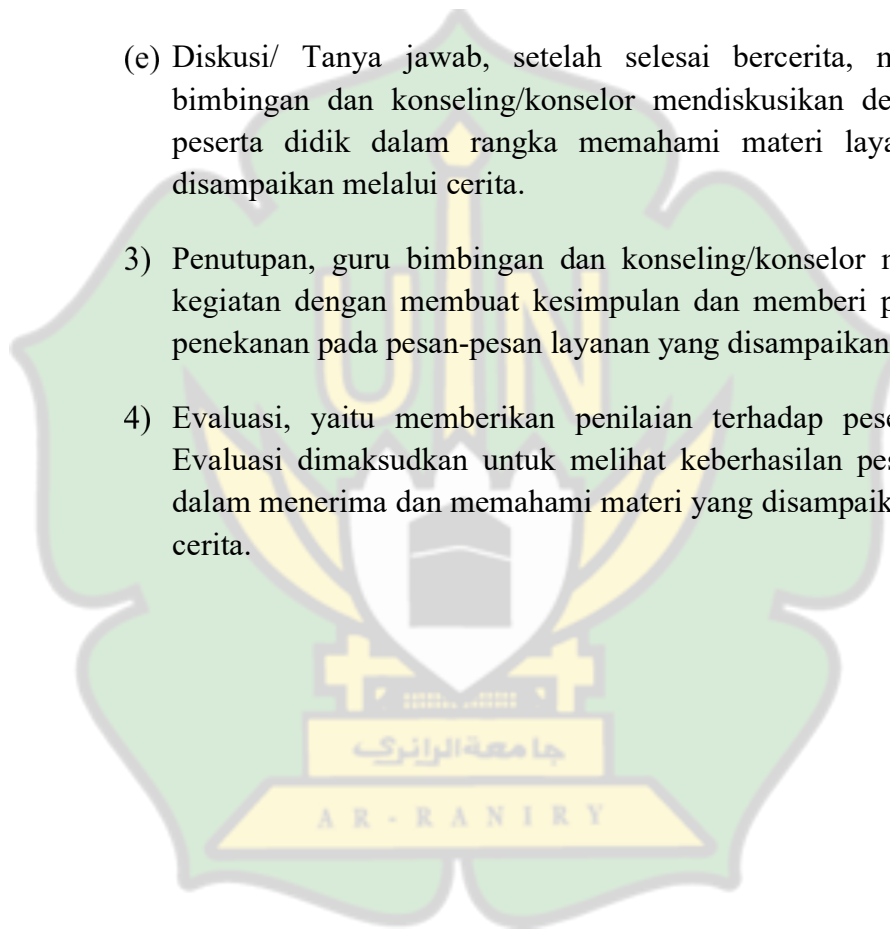 (e) Diskusi/ Tanya jawab, setelah selesai bercerita,
bimbingan dan konseling/konselor mendiskusikan
peserta didik dalam rangka memahami materi
disampaikan melalui cerita.
3) Penutupan, guru bimbingan dan konseling/konselor
kegiatan dengan membuat kesimpulan dan memberi
penekanan pada pesan-pesan layanan yang disampaikan
4) Evaluasi, yaitu memberikan penilaian terhadap
Evaluasi dimaksudkan untuk melihat keberhasilan
dalam menerima dan memahami materi yang
cerita.
UIN
جامعة الرانري
AR-RANIRY